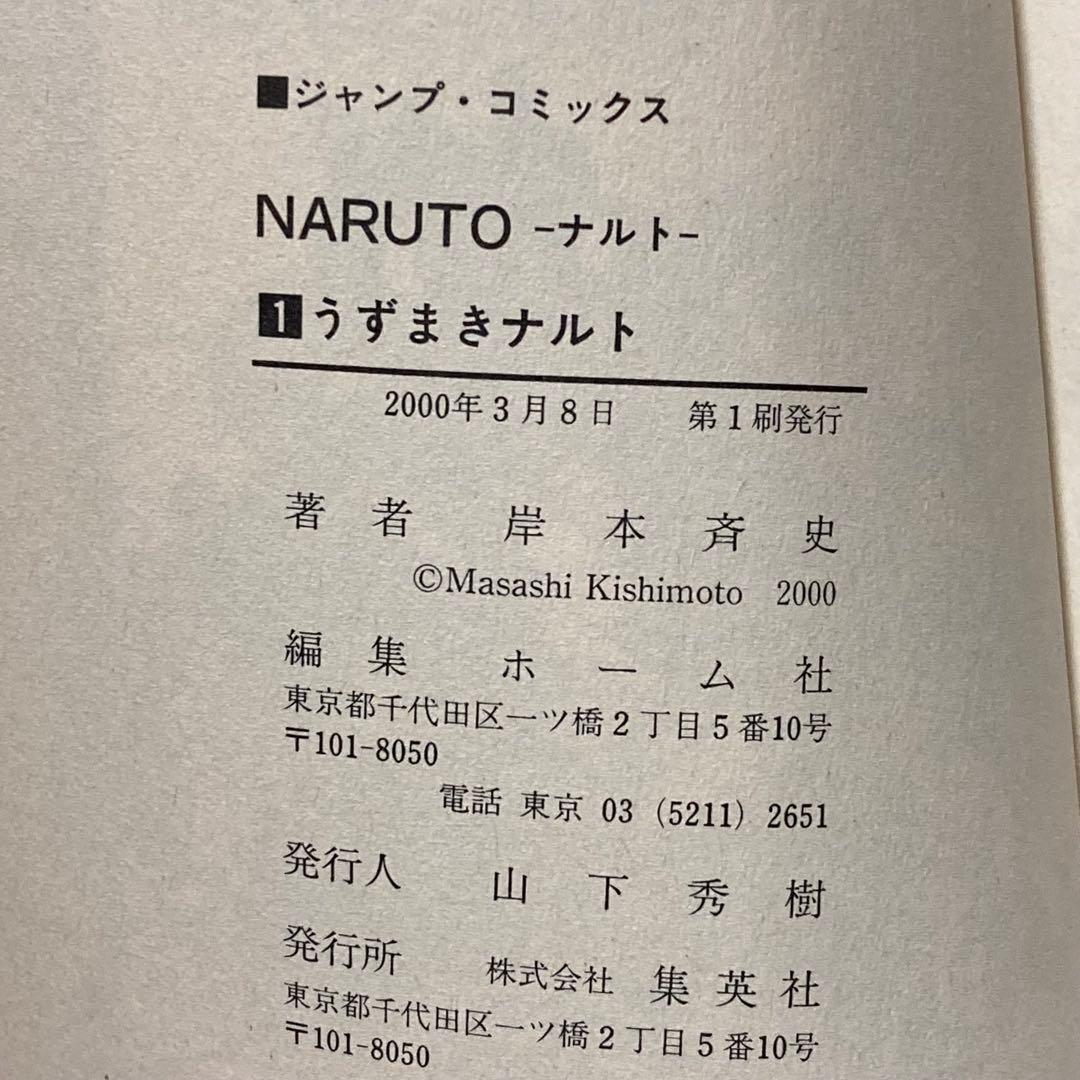 ■ジャンプ・コミックス
NARUTO −ナルト−
1うずまきナルト
2000年3月8日 第1刷発行
著者 岸本斉史
©Masashi Kishimoto 2000
編集 ホーム社
東京都千代田区一ツ橋2丁目5番10号
〒101-8050
電話 東京 03 (5211) 2651
発行人 山下秀樹
発行所 株式会社 集英社
東京都千代田区一ツ橋2丁目5番10号
〒101-8050